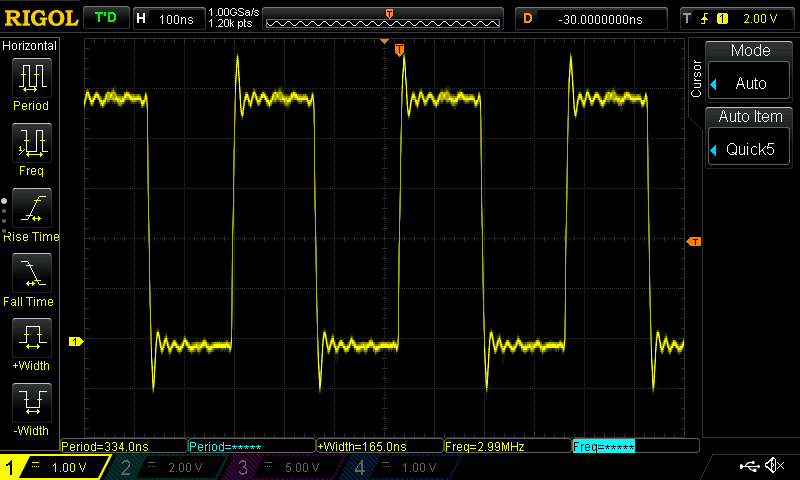 RIGOL T'D H 100ns 1.00GSa/s 1.20k pts T D -30.0000000ns T 1 2.00 V
Horizontal
Period
Freq
Rise Time
Fall Time
+Width
-Width
T
T
1
Cursor
Mode
Auto
Auto Item
Quick5
Period=334.0ns Period=***** +Width=165.0ns Freq=2.99MHz Freq=*****
1 1.00 V 2 2.00 V 3 5.00 V 4 1.00 V